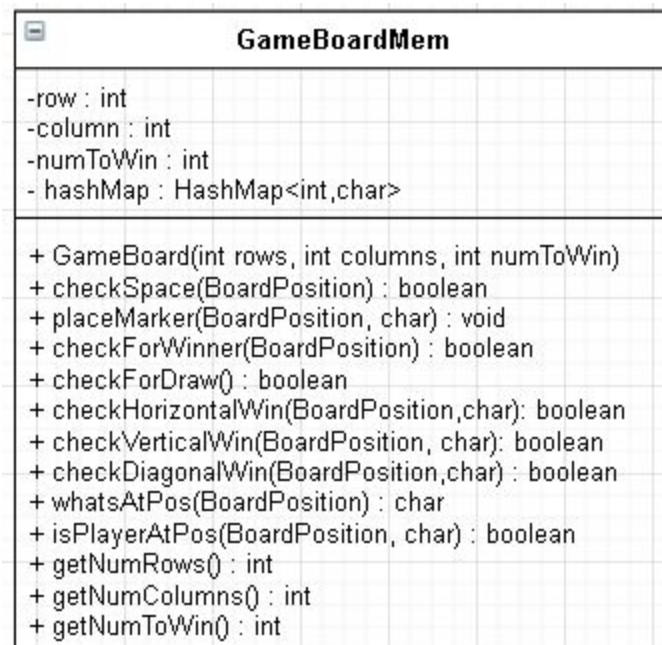 GameBoardMem
-row : int
-column : int
-numToWin : int
- hashMap : HashMap<int,char>
+ GameBoard(int rows, int columns, int numToWin)
+ checkSpace(BoardPosition) : boolean
+ placeMarker(BoardPosition, char) : void
+ checkForWinner(BoardPosition) : boolean
+ checkForDraw() : boolean
+ checkHorizontalWin(BoardPosition,char): boolean
+ checkVerticalWin(BoardPosition, char): boolean
+ checkDiagonalWin(BoardPosition,char) : boolean
+ whatsAtPos(BoardPosition) : char
+ isPlayerAtPos(BoardPosition, char) : boolean
+ getNumRows() : int
+ getNumColumns() : int
+ getNumToWin() : int